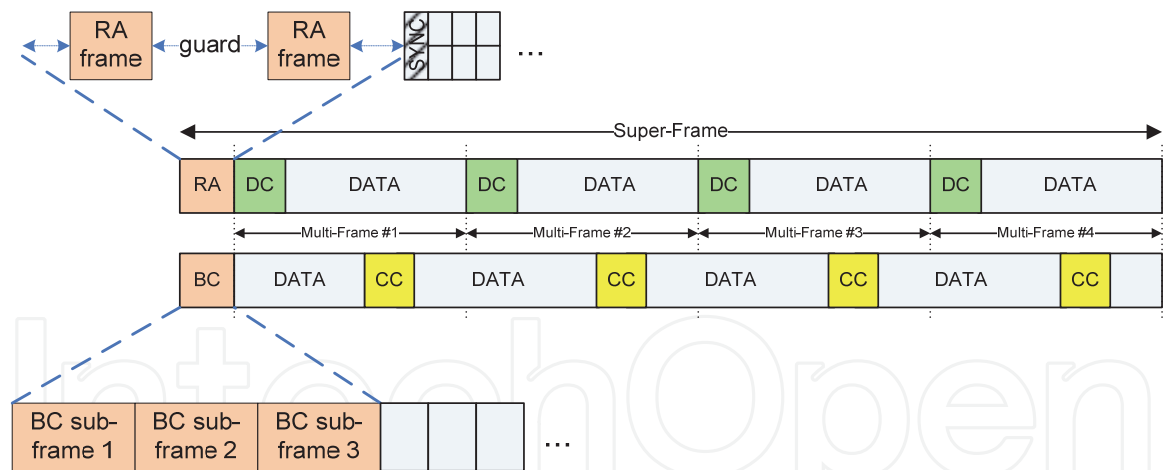 RA
frame
guard
RA
frame
SYNC
...
Super-Frame
RA DC DATA DC DATA DC DATA DC DATA
Multi-Frame #1 Multi-Frame #2 Multi-Frame #3 Multi-Frame #4
BC DATA CC DATA CC DATA CC DATA CC
IntechOpen
BC sub-
frame 1
BC sub-
frame 2
BC sub-
frame 3
...